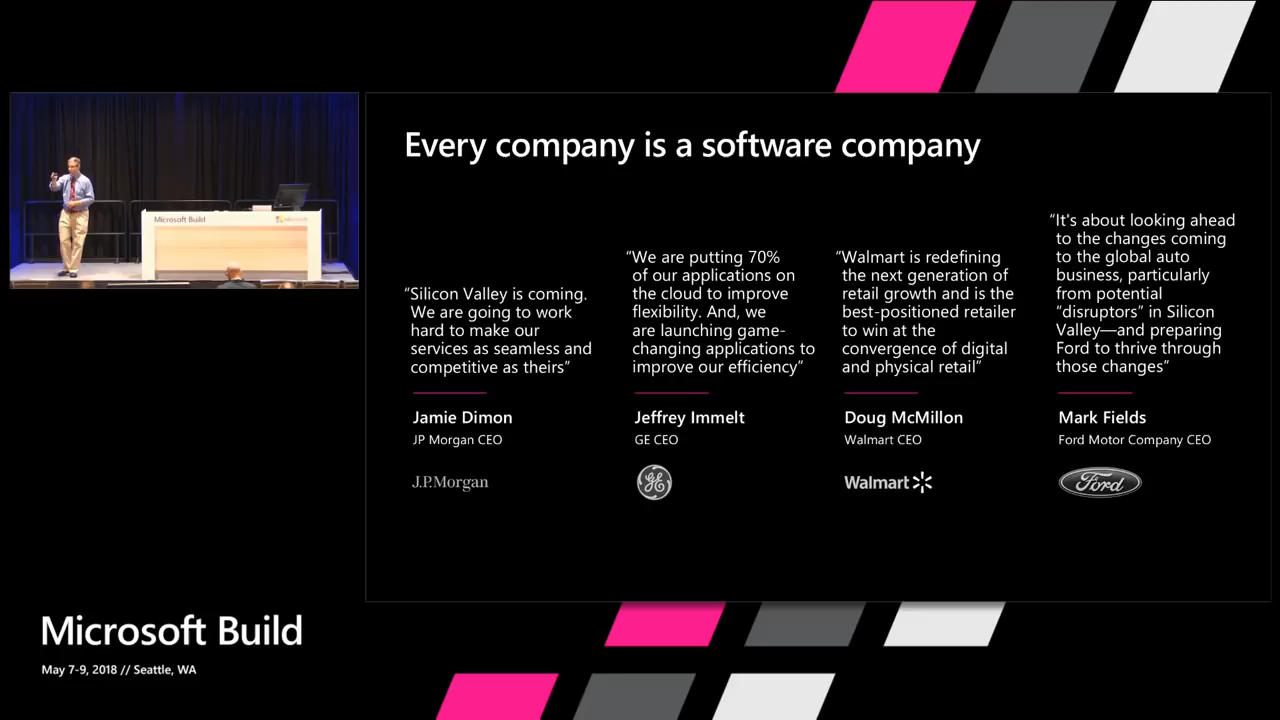 Microsoft Build
Microsoft
Every company is a software company
“Silicon Valley is coming.
We are going to work
hard to make our
services as seamless and
competitive as theirs”
Jamie Dimon
JP Morgan CEO
J.P.Morgan
“We are putting 70%
of our applications on
the cloud to improve
flexibility. And, we
are launching game-
changing applications to
improve our efficiency”
Jeffrey Immelt
GE CEO
GE
“Walmart is redefining
the next generation of
retail growth and is the
best-positioned retailer
to win at the
convergence of digital
and physical retail”
Doug McMillon
Walmart CEO
Walmart
“It's about looking ahead
to the changes coming
to the global auto
business, particularly
from potential
“disruptors” in Silicon
Valley—and preparing
Ford to thrive through
those changes”
Mark Fields
Ford Motor Company CEO
Ford
Microsoft Build
May 7-9, 2018 // Seattle, WA